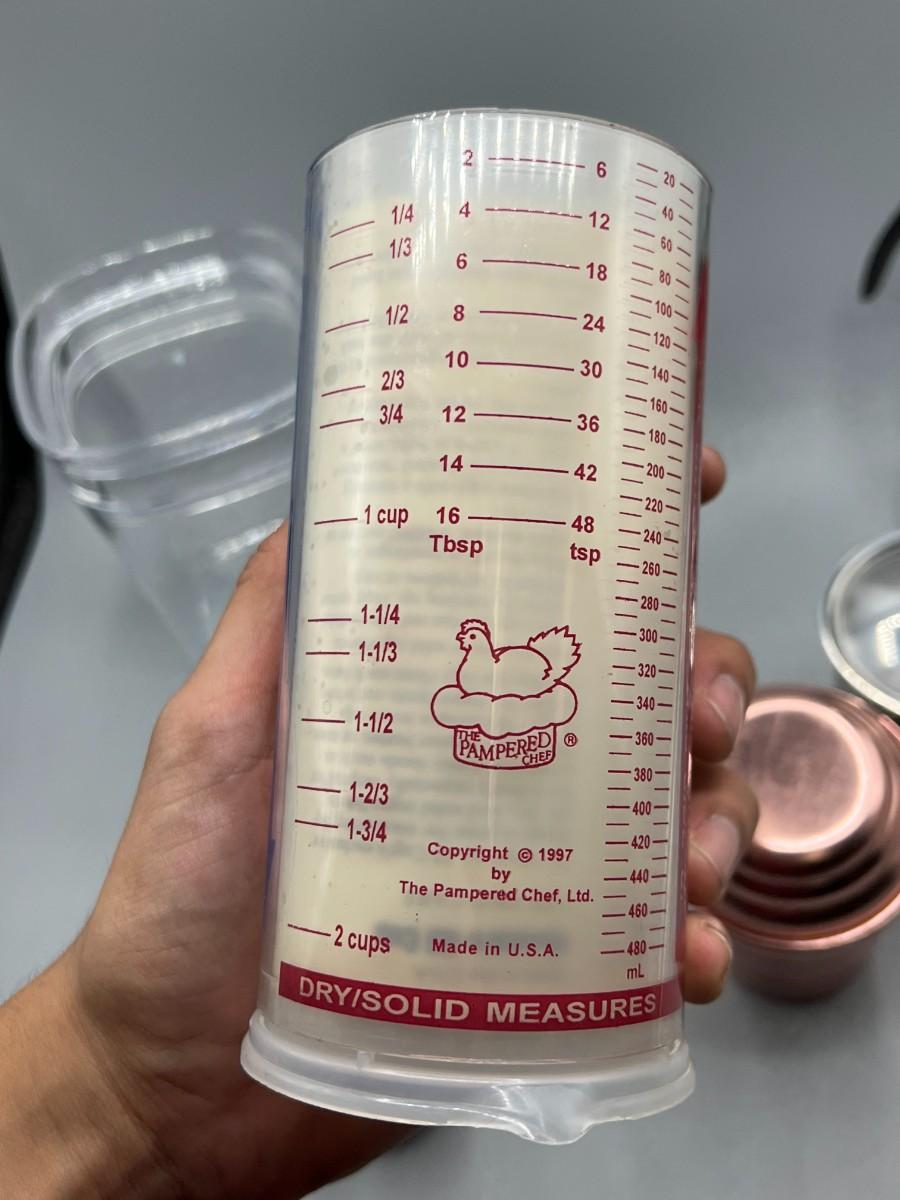 2 6 20
1/4 4 12 40
1/3 6 18 60
80
1/2 8 24 100
120
2/3 10 30 140
3/4 12 36 160
180
14 42 200
220
1 cup 16 48 240
Tbsp tsp
260
280
1-1/4 300
1-1/3 320
340
1-1/2 360
THE
PAMPERED ®
CHEF
380
1-2/3 400
1-3/4 420
Copyright © 1997
by 440
The Pampered Chef, Ltd.
460
2 cups Made in U.S.A. 480
mL
DRY/SOLID MEASURES